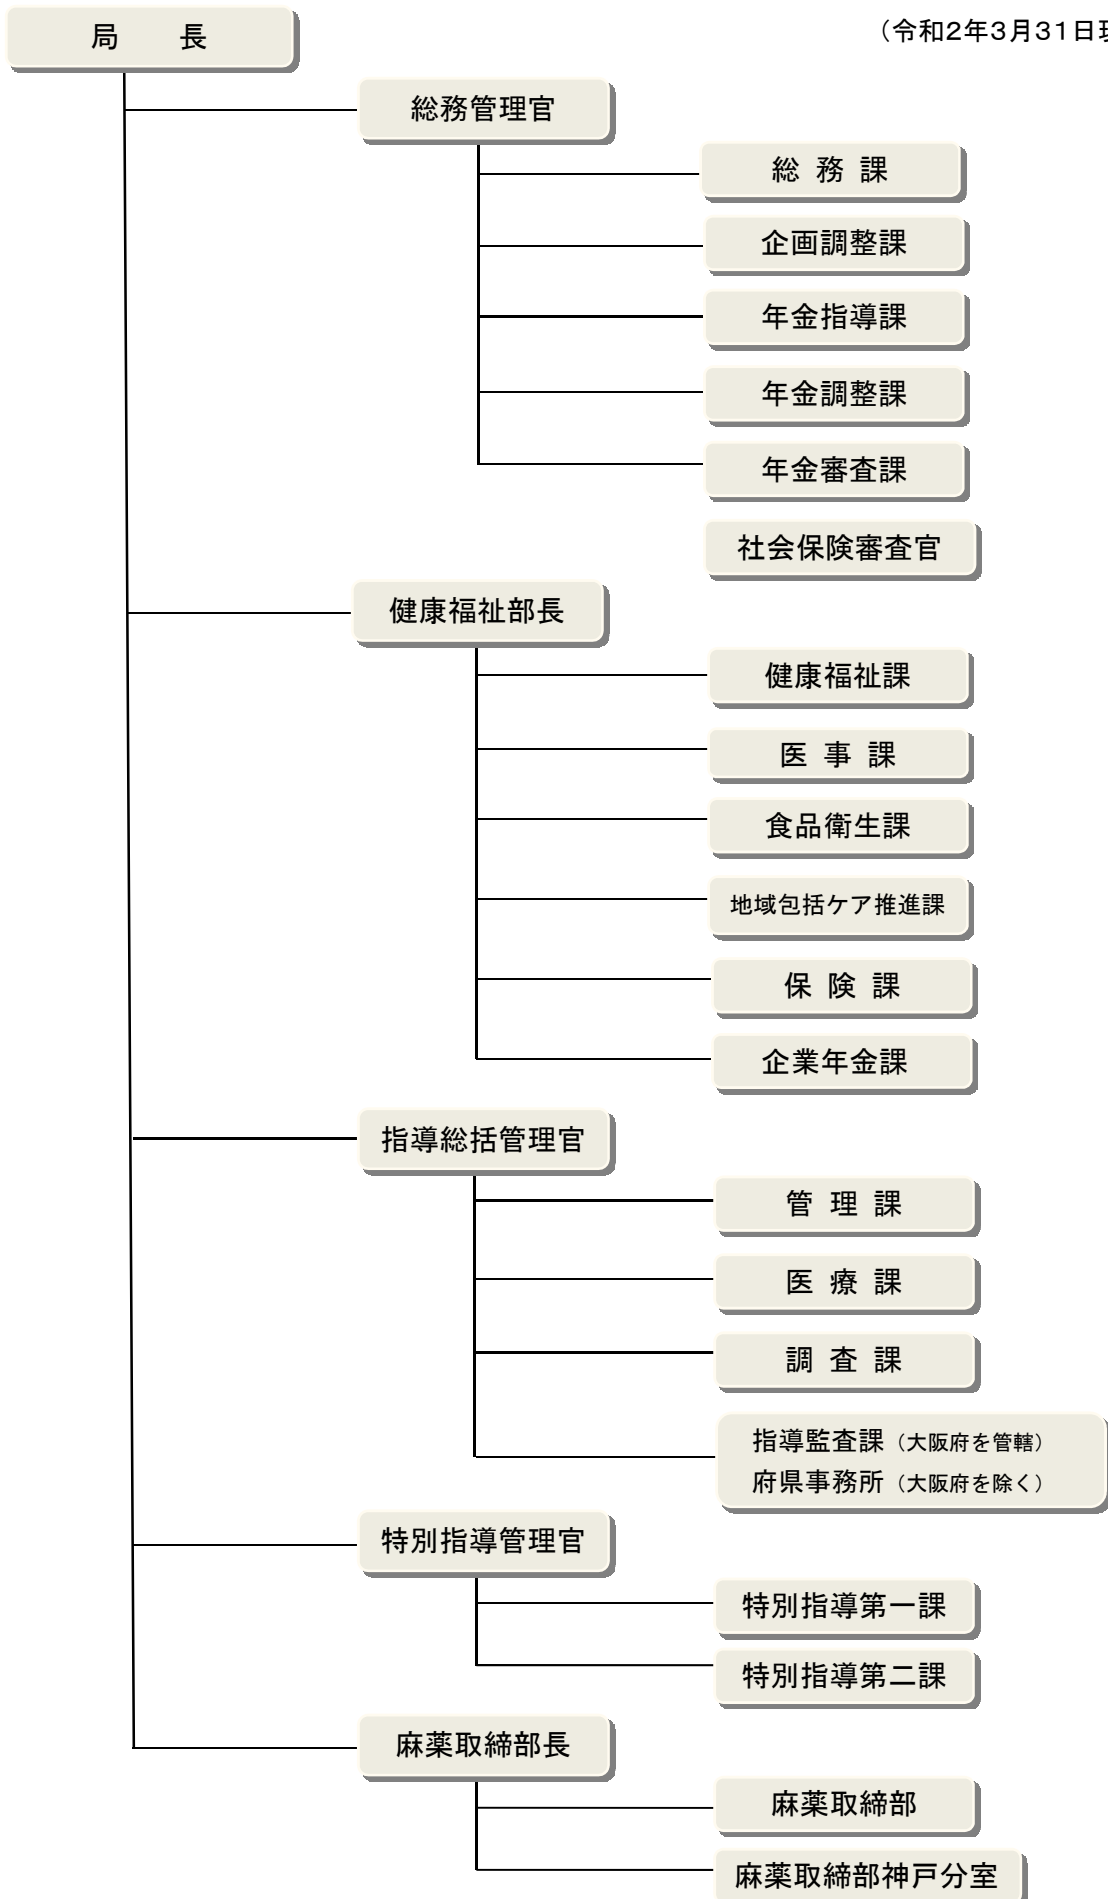 局　　長
（令和2年3月31日現
総務管理官
総 務 課
企画調整課
年金指導課
年金調整課
年金審査課
社会保険審査官
健康福祉部長
健康福祉課
医 事 課
食品衛生課
地域包括ケア推進課
保 険 課
企業年金課
指導総括管理官
管 理 課
医 療 課
調 査 課
指導監査課（大阪府を管轄）
府県事務所（大阪府を除く）
特別指導管理官
特別指導第一課
特別指導第二課
麻薬取締部長
麻薬取締部
麻薬取締部神戸分室